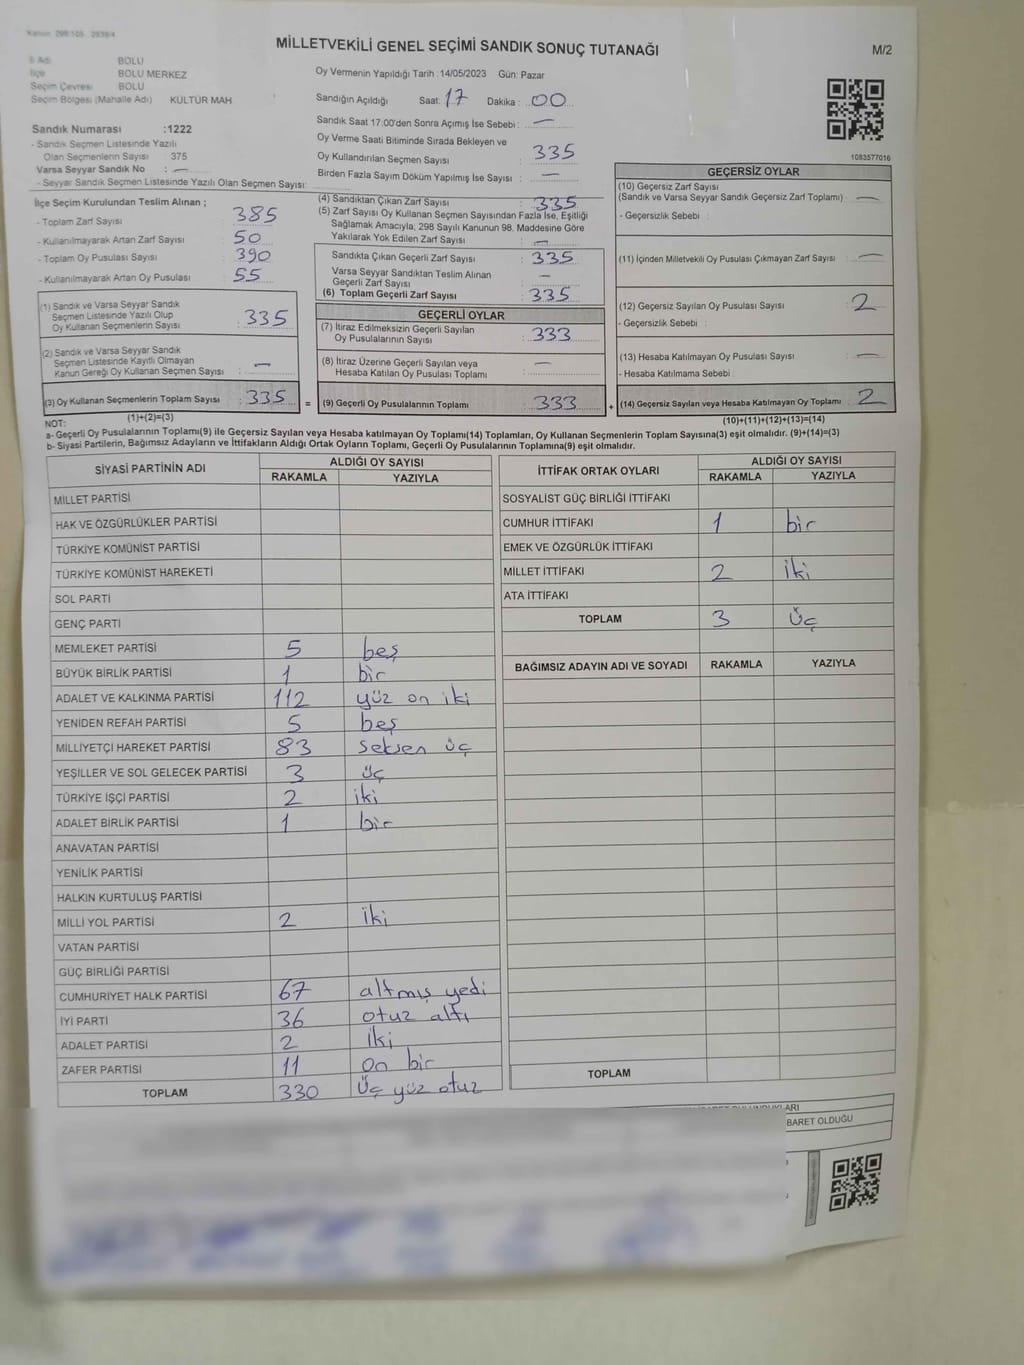 Kanun: 298/105
MİLLETVEKİLİ GENEL SEÇİMİ SANDIK SONUÇ TUTANAĞI
M/2
İl Adı BOLU
İlçe BOLU MERKEZ
Seçim Çevresi BOLU
Seçim Bölgesi (Mahalle Adı) KÜLTÜR MAH.
Sandık Numarası :1222
- Sandık Seçmen Listesinde Yazılı
Olan Seçmenlerin Sayısı : 375
Varsa Seyyar Sandık No : —
- Seyyar Sandık Seçmen Listesinde Yazılı Olan Seçmen Sayısı:
Oy Vermenin Yapıldığı Tarih :14/05/2023 Gün: Pazar
Sandığın Açıldığı Saat: 17 Dakika : 00
Sandık Saat 17:00'den Sonra Açımış İse Sebebi : —
Oy Verme Saati Bitiminde Sırada Bekleyen ve
Oy Kullandırılan Seçmen Sayısı : 335
Birden Fazla Sayım Döküm Yapılmış İse Sayısı : —
İlçe Seçim Kurulundan Teslim Alınan ;
- Toplam Zarf Sayısı : 385
- Kullanılmayarak Artan Zarf Sayısı : 50
- Toplam Oy Pusulası Sayısı : 390
- Kullanılmayarak Artan Oy Pusulası : 55
(4) Sandıktan Çıkan Zarf Sayısı : 335
(5) Zarf Sayısı Oy Kullanan Seçmen Sayısından Fazla İse, Eşitliği
Sağlamak Amacıyla; 298 Sayılı Kanunun 98. Maddesine Göre
Yakılarak Yok Edilen Zarf Sayısı : —
Sandıkta Çıkan Geçerli Zarf Sayısı : 335
Varsa Seyyar Sandıktan Teslim Alınan
Geçerli Zarf Sayısı : —
(6) Toplam Geçerli Zarf Sayısı : 335
(1) Sandık ve Varsa Seyyar Sandık
Seçmen Listesinde Yazılı Olup
Oy Kullanan Seçmenlerin Sayısı : 335
(2) Sandık ve Varsa Seyyar Sandık
Seçmen Listesinde Kayıtlı Olmayan
Kanun Gereği Oy Kullanan Seçmen Sayısı : —
(3) Oy Kullanan Seçmenlerin Toplam Sayısı : 335 =
(1)+(2)=(3)
GEÇERLİ OYLAR
(7) İtiraz Edilmeksizin Geçerli Sayılan
Oy Pusulalarının Sayısı : 333
(8) İtiraz Üzerine Geçerli Sayılan veya
Hesaba Katılan Oy Pusulası Toplamı : —
(9) Geçerli Oy Pusulalarının Toplamı : 333 +
1083577016
GEÇERSİZ OYLAR
(10) Geçersiz Zarf Sayısı
(Sandık ve Varsa Seyyar Sandık Geçersiz Zarf Toplamı) : —
- Geçersizlik Sebebi :
(11) İçinden Milletvekili Oy Pusulası Çıkmayan Zarf Sayısı : —
(12) Geçersiz Sayılan Oy Pusulası Sayısı : 2
- Geçersizlik Sebebi :
(13) Hesaba Katılmayan Oy Pusulası Sayısı : —
- Hesaba Katılmama Sebebi :
(14) Geçersiz Sayılan veya Hesaba Katılmayan Oy Toplamı : 2
(10)+(11)+(12)+(13)=(14)
NOT:
a- Geçerli Oy Pusulalarının Toplamı(9) ile Geçersiz Sayılan veya Hesaba katılmayan Oy Toplamı(14) Toplamları, Oy Kullanan Seçmenlerin Toplam Sayısına(3) eşit olmalıdır. (9)+(14)=(3)
b- Siyasi Partilerin, Bağımsız Adayların ve İttifakların Aldığı Ortak Oyların Toplamı, Geçerli Oy Pusulalarının Toplamına(9) eşit olmalıdır.
SİYASİ PARTİNİN ADI ALDIĞI OY SAYISI
RAKAMLA YAZIYLA
MİLLET PARTİSİ
HAK VE ÖZGÜRLÜKLER PARTİSİ
TÜRKİYE KOMÜNİST PARTİSİ
TÜRKİYE KOMÜNİST HAREKETİ
SOL PARTİ
GENÇ PARTİ
MEMLEKET PARTİSİ 5 beş
BÜYÜK BİRLİK PARTİSİ 1 bir
ADALET VE KALKINMA PARTİSİ 112 yüz on iki
YENİDEN REFAH PARTİSİ 5 beş
MİLLİYETÇİ HAREKET PARTİSİ 83 seksen üç
YEŞİLLER VE SOL GELECEK PARTİSİ 3 üç
TÜRKİYE İŞÇİ PARTİSİ 2 iki
ADALET BİRLİK PARTİSİ 1 bir
ANAVATAN PARTİSİ
YENİLİK PARTİSİ
HALKIN KURTULUŞ PARTİSİ
MİLLİ YOL PARTİSİ 2 iki
VATAN PARTİSİ
GÜÇ BİRLİĞİ PARTİSİ
CUMHURİYET HALK PARTİSİ 67 altmış yedi
İYİ PARTİ 36 otuz altı
ADALET PARTİSİ 2 iki
ZAFER PARTİSİ 11 on bir
TOPLAM 330 üç yüz otuz
İTTİFAK ORTAK OYLARI ALDIĞI OY SAYISI
RAKAMLA YAZIYLA
SOSYALİST GÜÇ BİRLİĞİ İTTİFAKI
CUMHUR İTTİFAKI 1 bir
EMEK VE ÖZGÜRLÜK İTTİFAKI
MİLLET İTTİFAKI 2 iki
ATA İTTİFAKI
TOPLAM 3 üç
BAĞIMSIZ ADAYIN ADI VE SOYADI RAKAMLA YAZIYLA
TOPLAM
BARET OLDUĞU